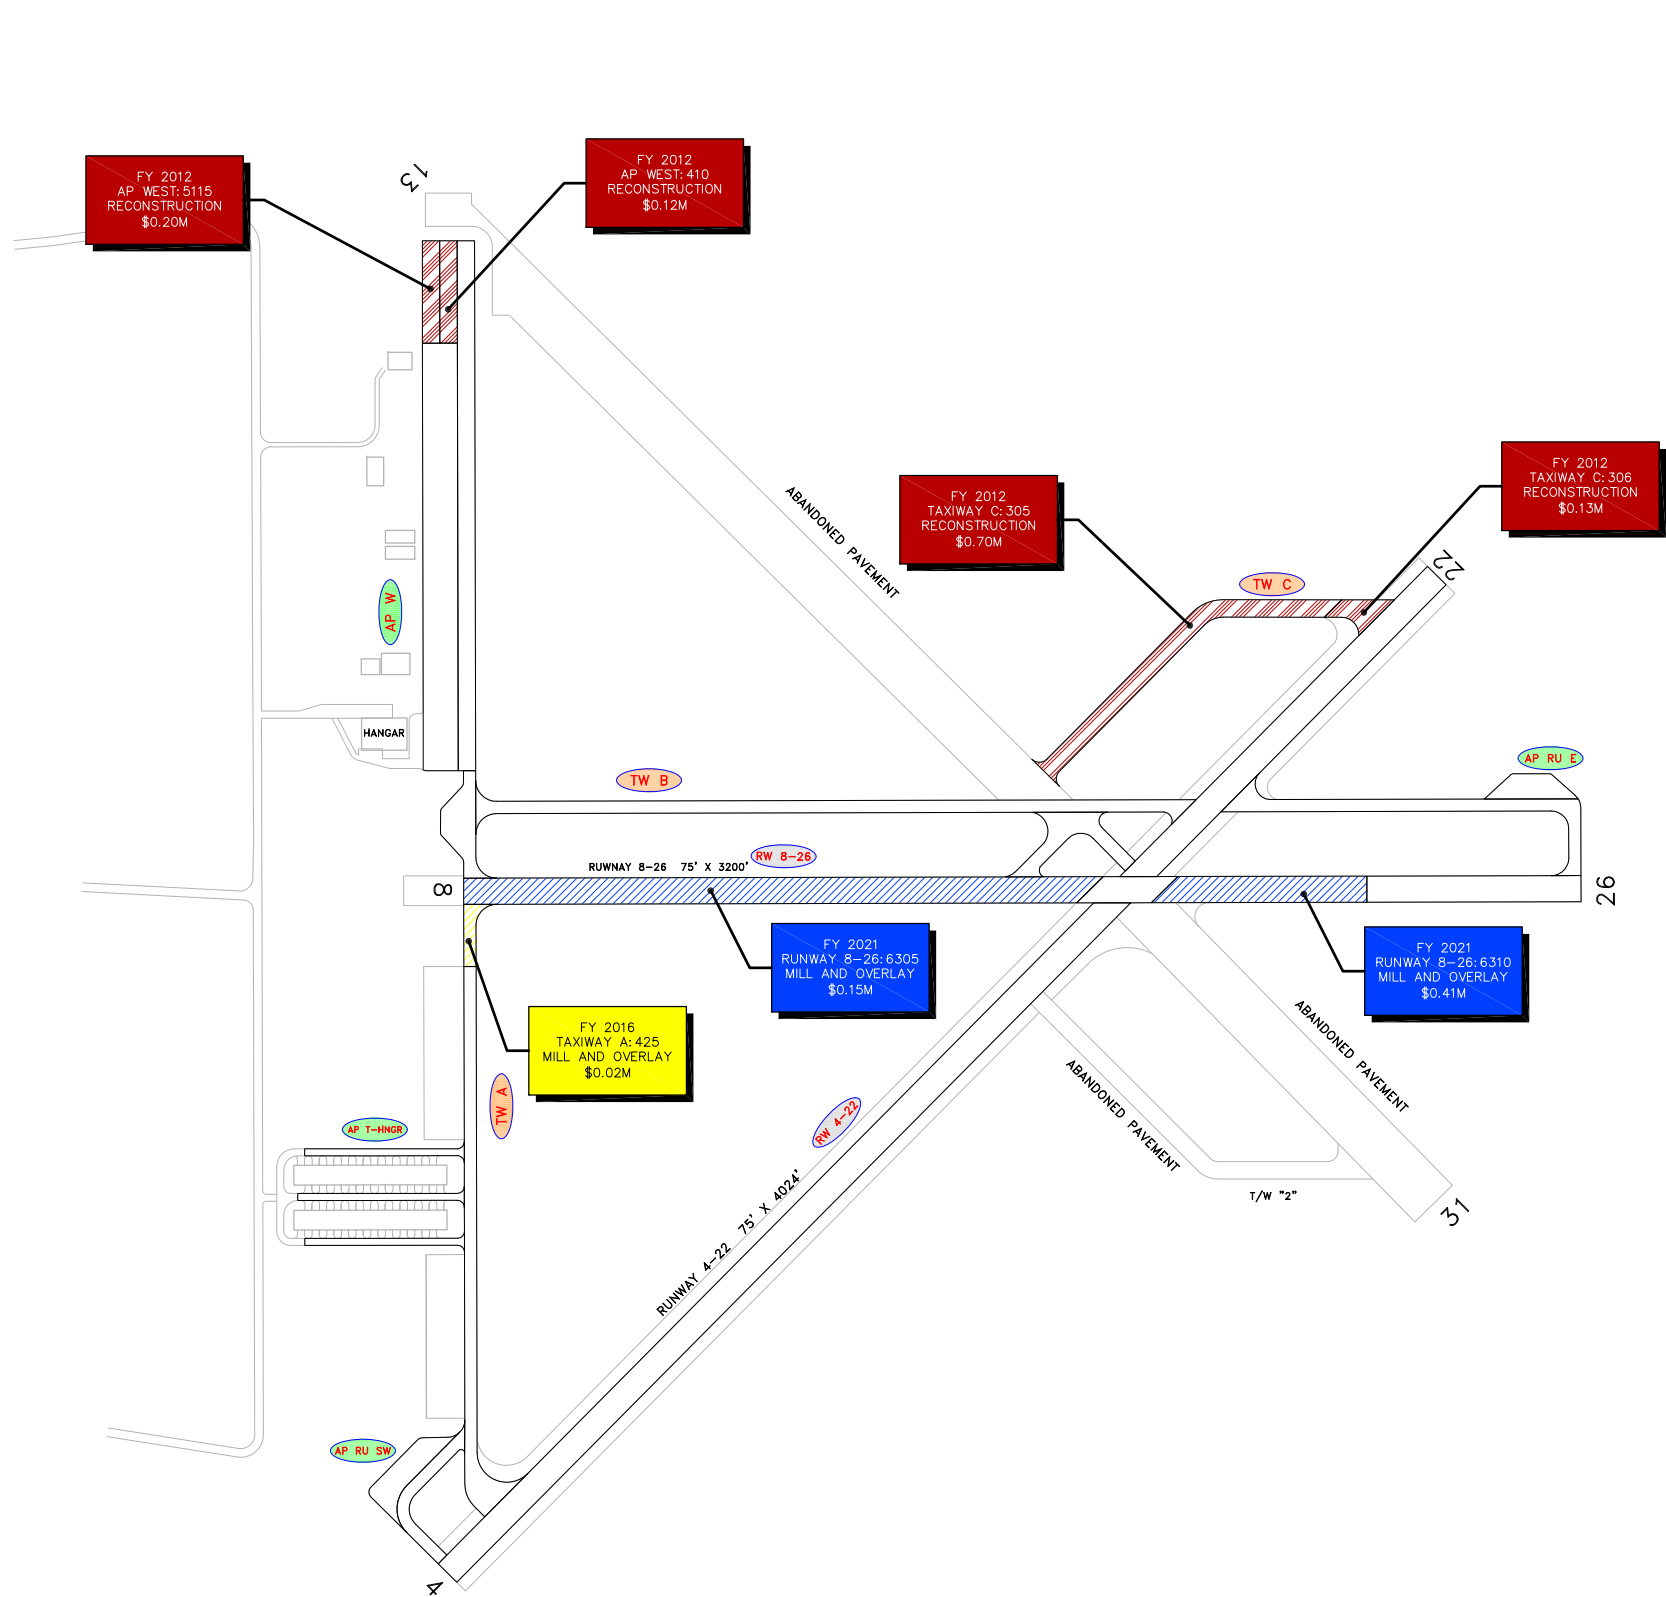 FY 2012
AP WEST:5115
RECONSTRUCTION
$0.20M
13
FY 2012
AP WEST:410
RECONSTRUCTION
$0.12M
ABANDONED PAVEMENT
FY 2012
TAXIWAY C:305
RECONSTRUCTION
$0.70M
FY 2012
TAXIWAY C:306
RECONSTRUCTION
$0.13M
22
TW C
AP W
HANGAR
TW B
AP RU E
RUWNAY 8-26 75' X 3200'
RW 8-26
8
26
FY 2021
RUNWAY 8-26:6305
MILL AND OVERLAY
$0.15M
FY 2021
RUNWAY 8-26:6310
MILL AND OVERLAY
$0.41M
FY 2016
TAXIWAY A:425
MILL AND OVERLAY
$0.02M
ABANDONED PAVEMENT
ABANDONED PAVEMENT
TW A
RW 4-22
AP T-HNGR
RUNWAY 4-22 75' X 4024'
T/W "2"
31
AP RU SW
4